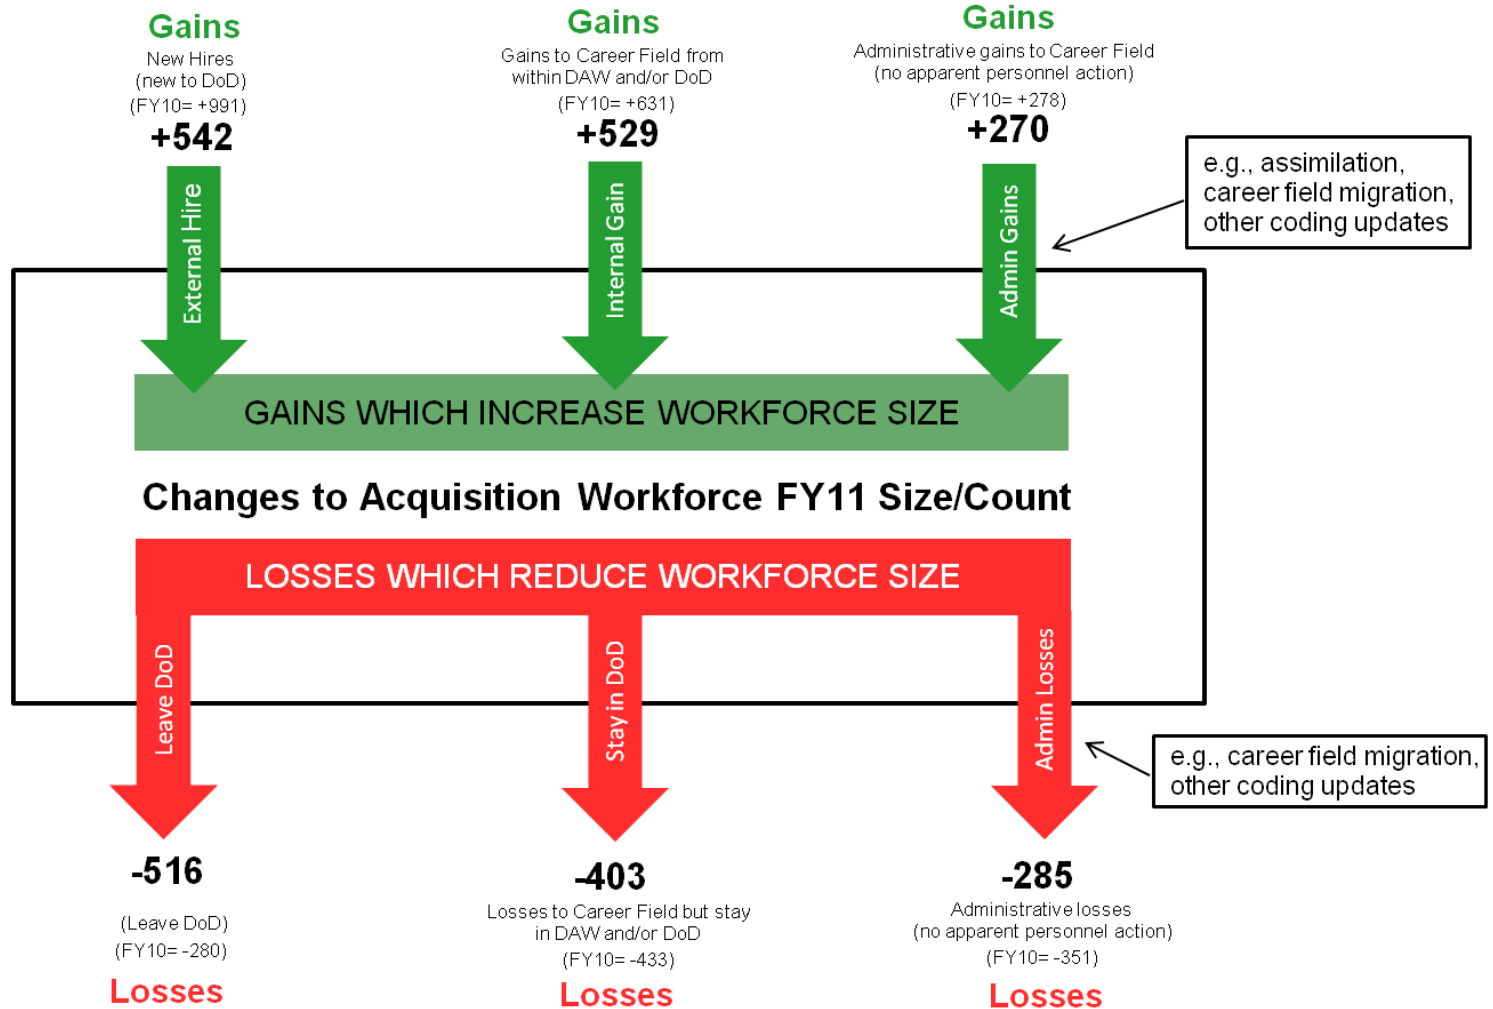 Gains
New Hires
(new to DoD)
(FY10= +991)
+542
External Hire
Gains
Gains to Career Field from
within DAW and/or DoD
(FY10= +631)
+529
Internal Gain
Gains
Administrative gains to Career Field
(no apparent personnel action)
(FY10= +278)
+270
Admin Gains
e.g., assimilation,
career field migration,
other coding updates
GAINS WHICH INCREASE WORKFORCE SIZE
Changes to Acquisition Workforce FY11 Size/Count
LOSSES WHICH REDUCE WORKFORCE SIZE
Leave DoD
-516
(Leave DoD)
(FY10= -280)
Losses
Stay in DoD
-403
Losses to Career Field but stay
in DAW and/or DoD
(FY10= -433)
Losses
Admin Losses
-285
Administrative losses
(no apparent personnel action)
(FY10= -351)
Losses
e.g., career field migration,
other coding updates